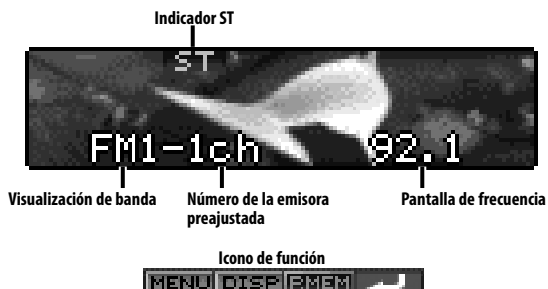 Indicador ST
ST
FM1-1ch 92.1
Visualización de banda Número de la emisora preajustada Pantalla de frecuencia
Icono de función
MENU DISP PMEM